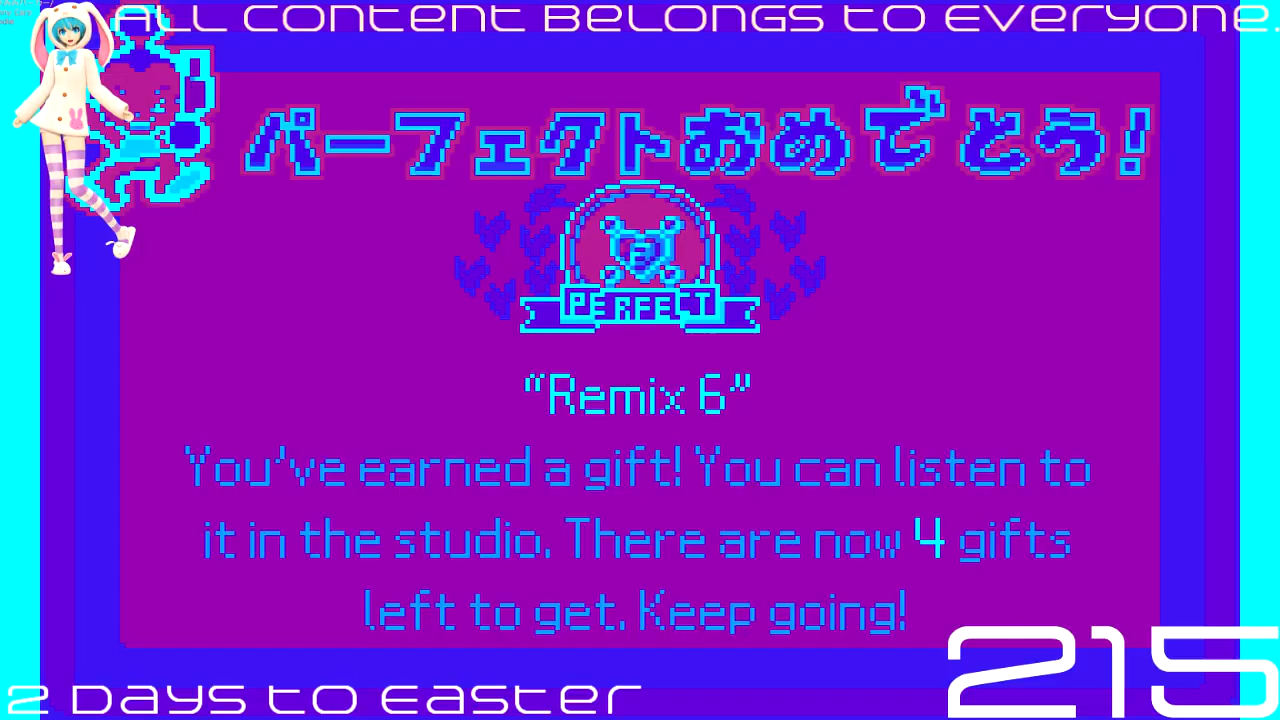 ALL CONTENT BELONGS TO EVERYONE.
パーフェクトおめでとう!
PERFECT
"Remix 6"
You've earned a gift! You can listen to
it in the studio. There are now 4 gifts
left to get. Keep going!
215
2 DAYS TO EASTER